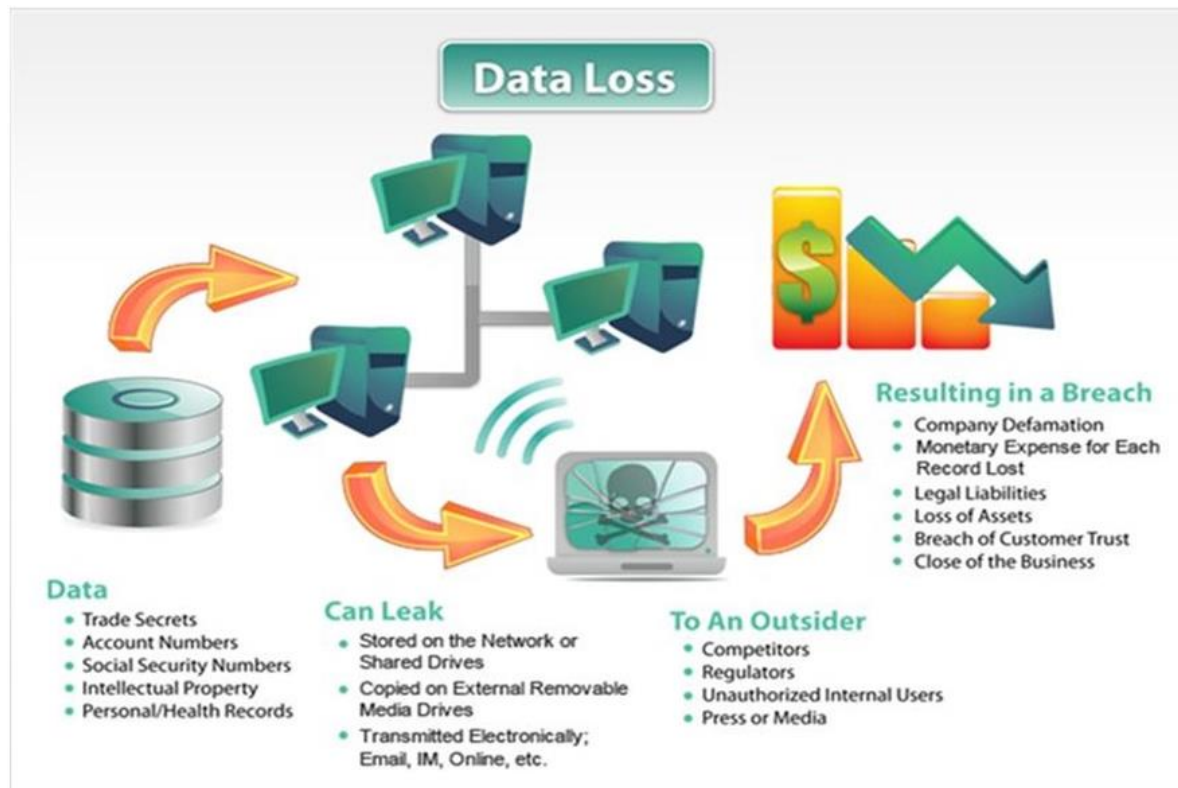 Data Loss
Data
• Trade Secrets
• Account Numbers
• Social Security Numbers
• Intellectual Property
• Personal/Health Records
Can Leak
• Stored on the Network or
Shared Drives
• Copied on External Removable
Media Drives
• Transmitted Electronically;
Email, IM, Online, etc.
To An Outsider
• Competitors
• Regulators
• Unauthorized Internal Users
• Press or Media
$
Resulting in a Breach
• Company Defamation
• Monetary Expense for Each
Record Lost
• Legal Liabilities
• Loss of Assets
• Breach of Customer Trust
• Close of the Business